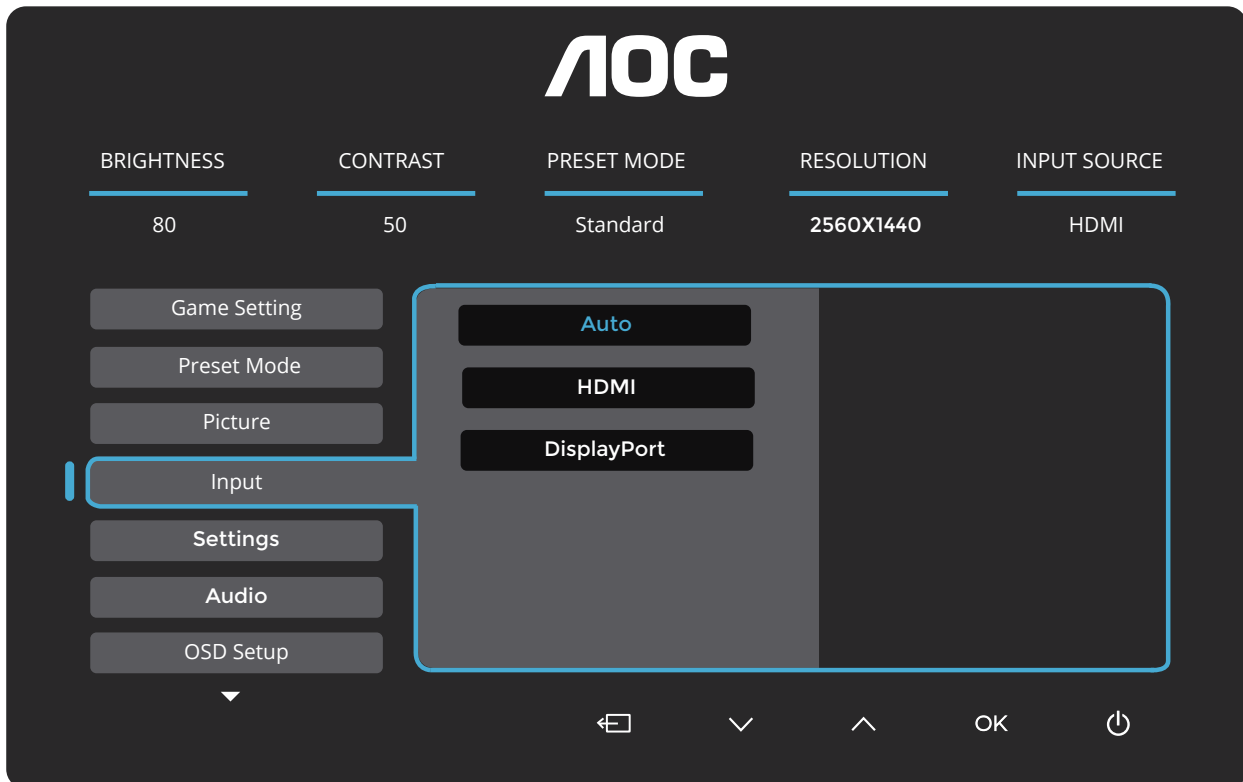 AOC
BRIGHTNESS CONTRAST PRESET MODE RESOLUTION INPUT SOURCE
80 50 Standard 2560X1440 HDMI
Game Setting
Preset Mode
Picture
Input
Settings
Audio
OSD Setup
Auto
HDMI
DisplayPort
OK